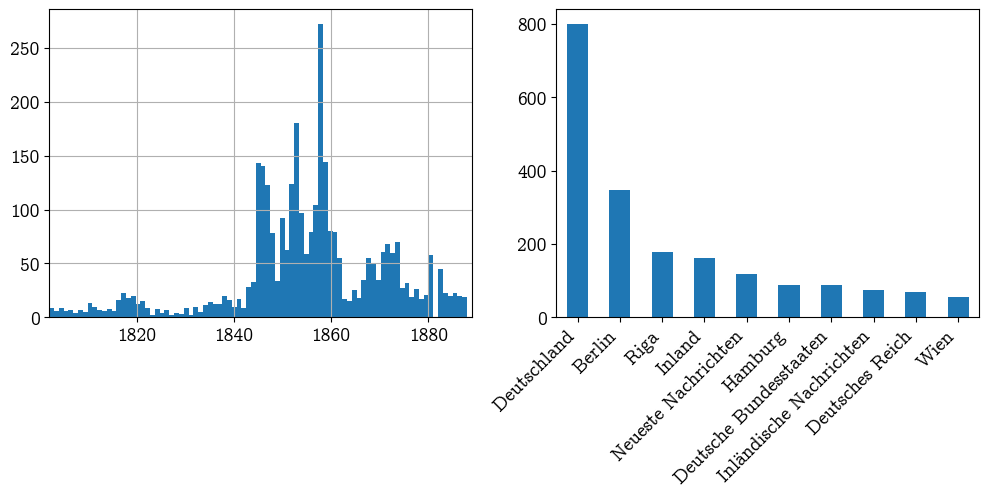 250
200
150
100
50
0
1820 1840 1860 1880
800
600
400
200
0
Deutschland
Berlin
Riga
Inland
Neueste Nachrichten
Hamburg
Deutsche Bundesstaaten
Inländische Nachrichten
Deutsches Reich
Wien